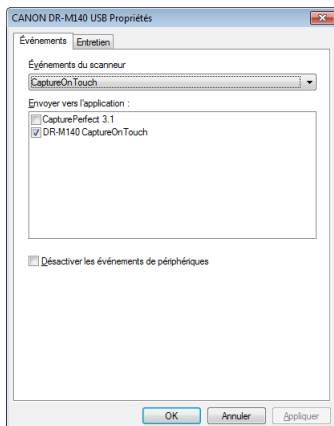 CANON DR-M140 USB Propriétés
Événements
Entretien
Événements du scanneur
CaptureOnTouch
Envoyer vers l'application :
CapturePerfect 3.1
DR-M140 CaptureOnTouch
Désactiver les événements de périphériques
OK
Annuler
Appliquer